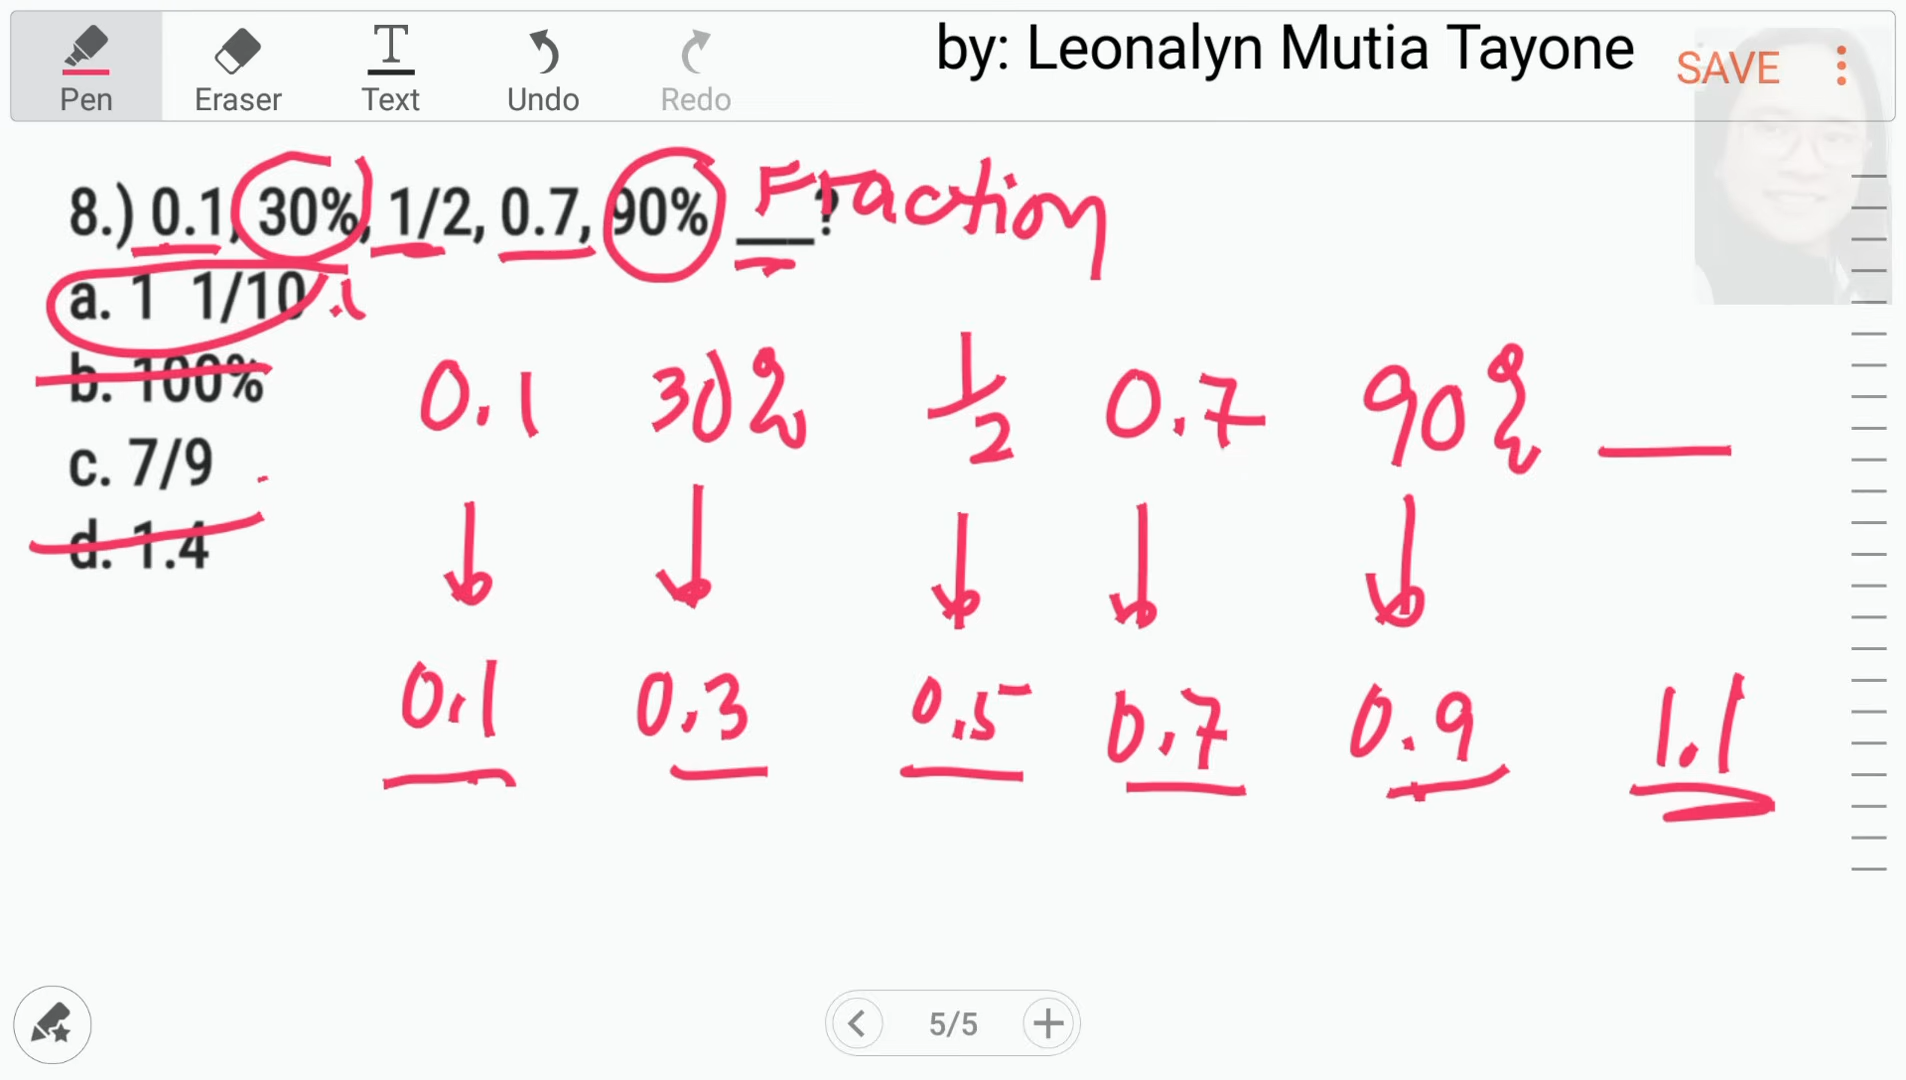 by: Leonalyn Mutia Tayone
SAVE
Pen
Eraser
Text
Undo
Redo
8.) 0.1, 30%, 1/2, 0.7, 90% ___?
Fraction
a. 1 1/10 .1
b. 100%
c. 7/9
d. 1.4
0.1 30% 1/2 0.7 90% ___
0.1 0.3 0.5 0.7 0.9 1.1
5/5